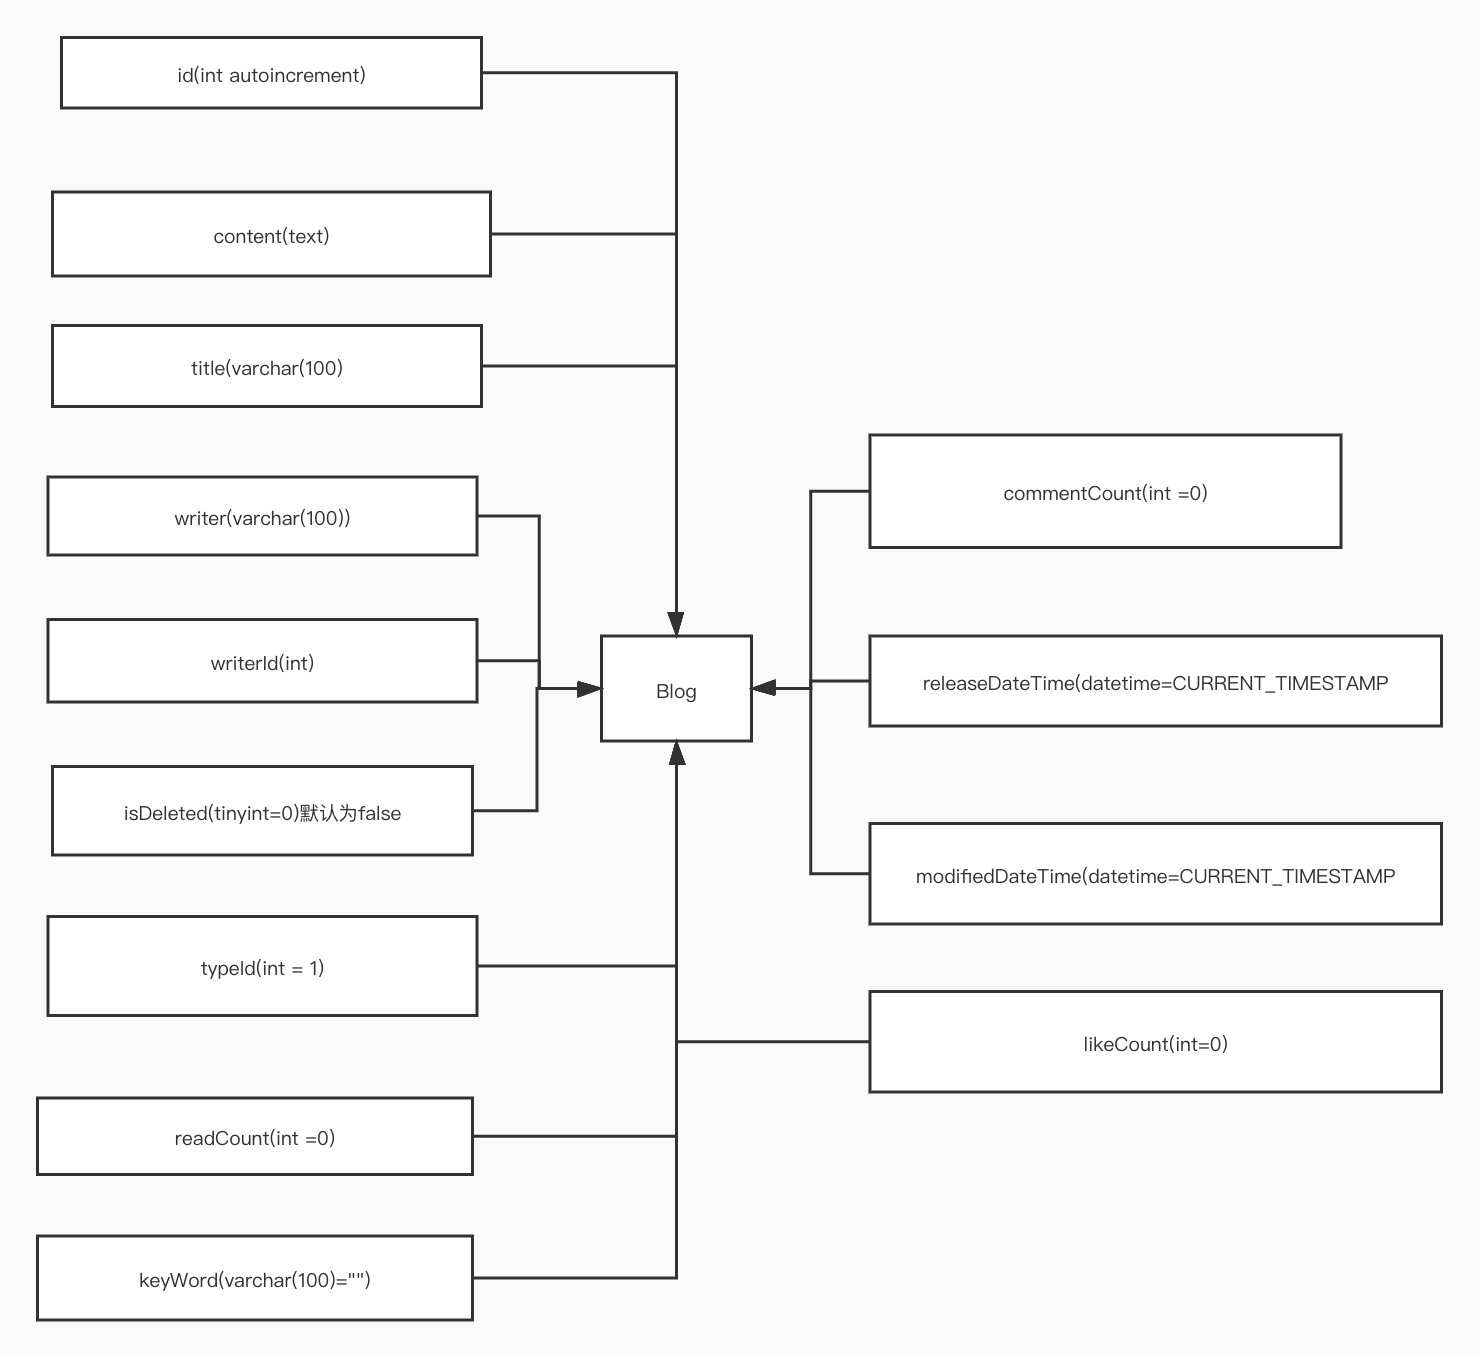 id(int autoincrement)
content(text)
title(varchar(100)
writer(varchar(100))
writerId(int)
isDeleted(tinyint=0)默认为false
typeId(int = 1)
readCount(int =0)
keyWord(varchar(100)="")
Blog
commentCount(int =0)
releaseDateTime(datetime=CURRENT_TIMESTAMP
modifiedDateTime(datetime=CURRENT_TIMESTAMP
likeCount(int=0)